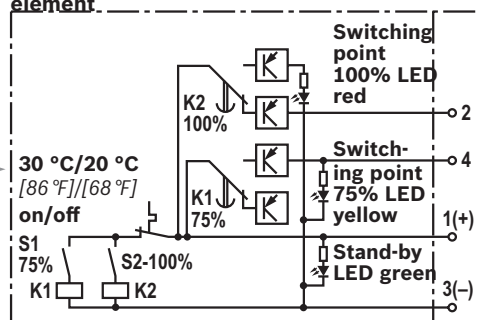 element
Switching
point
100% LED
red
K2
100%
2
Switch-
ing point
75% LED
yellow
4
30 °C/20 °C
[86 °F]/[68 °F]
on/off
K1
75%
1(+)
S1
75%
S2-100%
Stand-by
LED green
K1
K2
3(–)